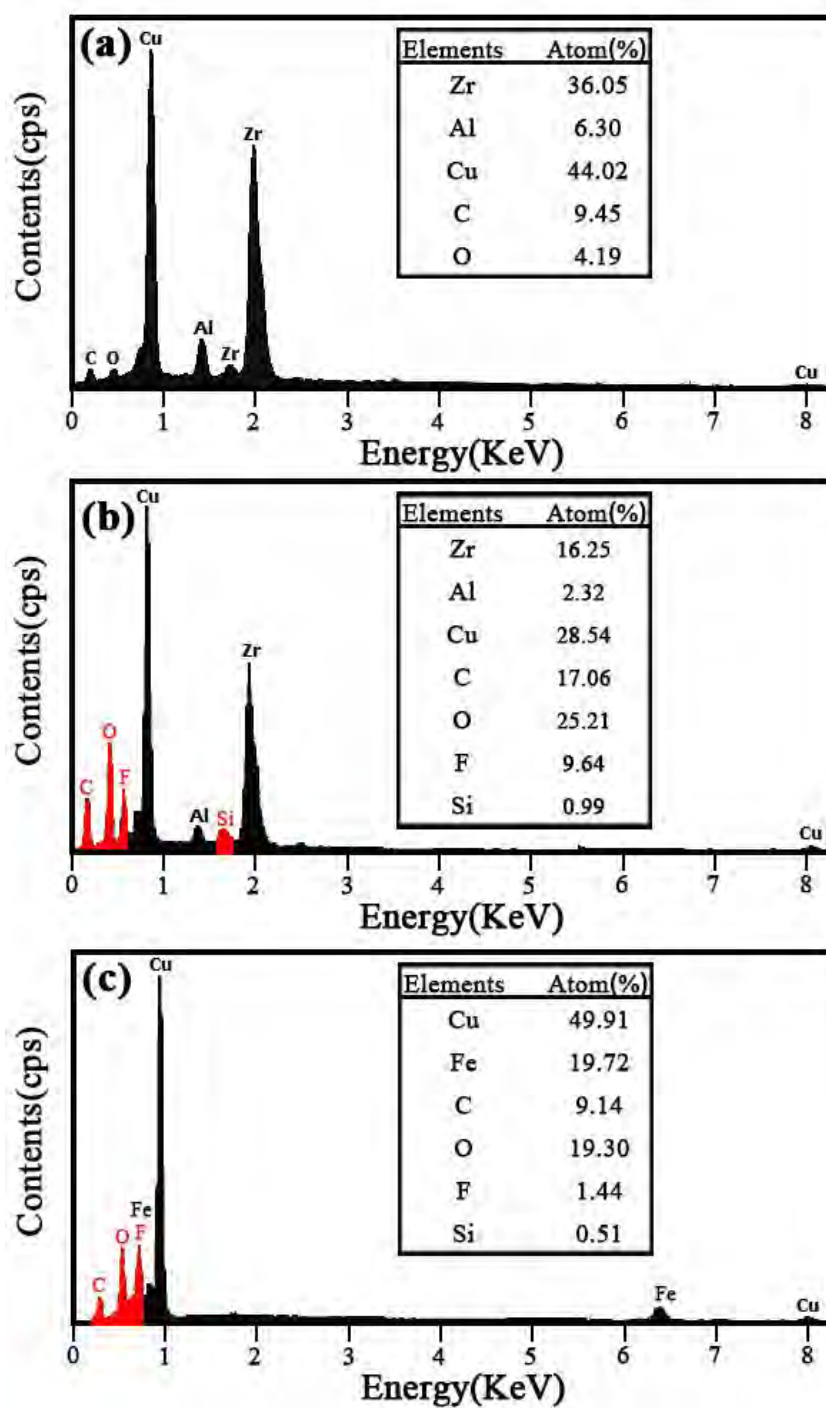 (a)
Cu
Zr
Al
Zr
C
O
Cu
Elements Atom(%)
Zr 36.05
Al 6.30
Cu 44.02
C 9.45
O 4.19
Contents(cps)
0 1 2 3 4 5 6 7 8
Energy(KeV)
(b)
Cu
Zr
O
C
F
Al
Si
Cu
Elements Atom(%)
Zr 16.25
Al 2.32
Cu 28.54
C 17.06
O 25.21
F 9.64
Si 0.99
Contents(cps)
0 1 2 3 4 5 6 7 8
Energy(KeV)
(c)
Cu
Fe
O
F
C
Fe
Cu
Elements Atom(%)
Cu 49.91
Fe 19.72
C 9.14
O 19.30
F 1.44
Si 0.51
Contents(cps)
0 1 2 3 4 5 6 7 8
Energy(KeV)